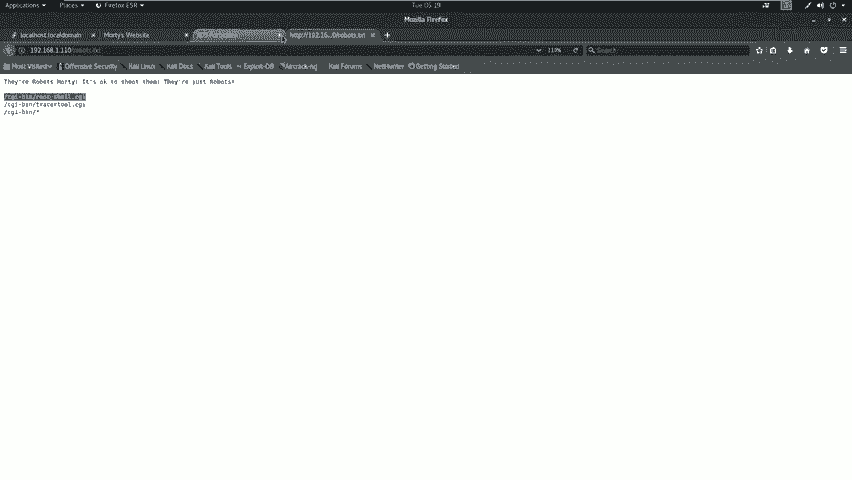 Applications Places Firefox ESR Tue 05:19
Mozilla Firefox
localhost.localdomain Morty's Website http://192.16...0/robots.txt
192.168.1.110/robots.txt 110% Search
Most Visited Offensive Security Kali Linux Kali Docs Kali Tools Exploit-DB Aircrack-ng Kali Forums NetHunter Getting Started
They're Robots Morty! It's ok to shoot them! They're just Robots!
/cgi-bin/root_shell.cgi
/cgi-bin/tracertool.cgi
/cgi-bin/*